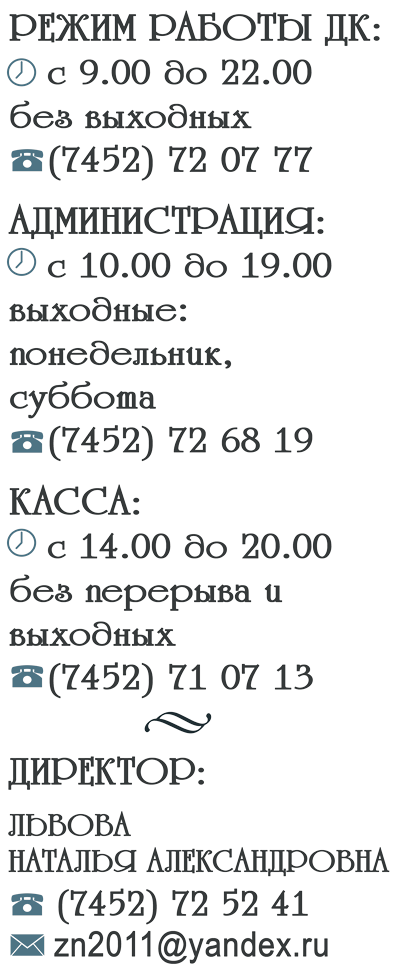 РЕЖИМ РАБОТЫ ДК:
с 9.00 до 22.00
без выходных
(7452) 72 07 77
АДМИНИСТРАЦИЯ:
с 10.00 до 19.00
выходные:
понедельник,
суббота
(7452) 72 68 19
КАССА:
с 14.00 до 20.00
без перерыва и
выходных
(7452) 71 07 13
ДИРЕКТОР:
ЛЬВОВА
НАТАЛЬЯ АЛЕКСАНДРОВНА
(7452) 72 52 41
zn2011@yandex.ru